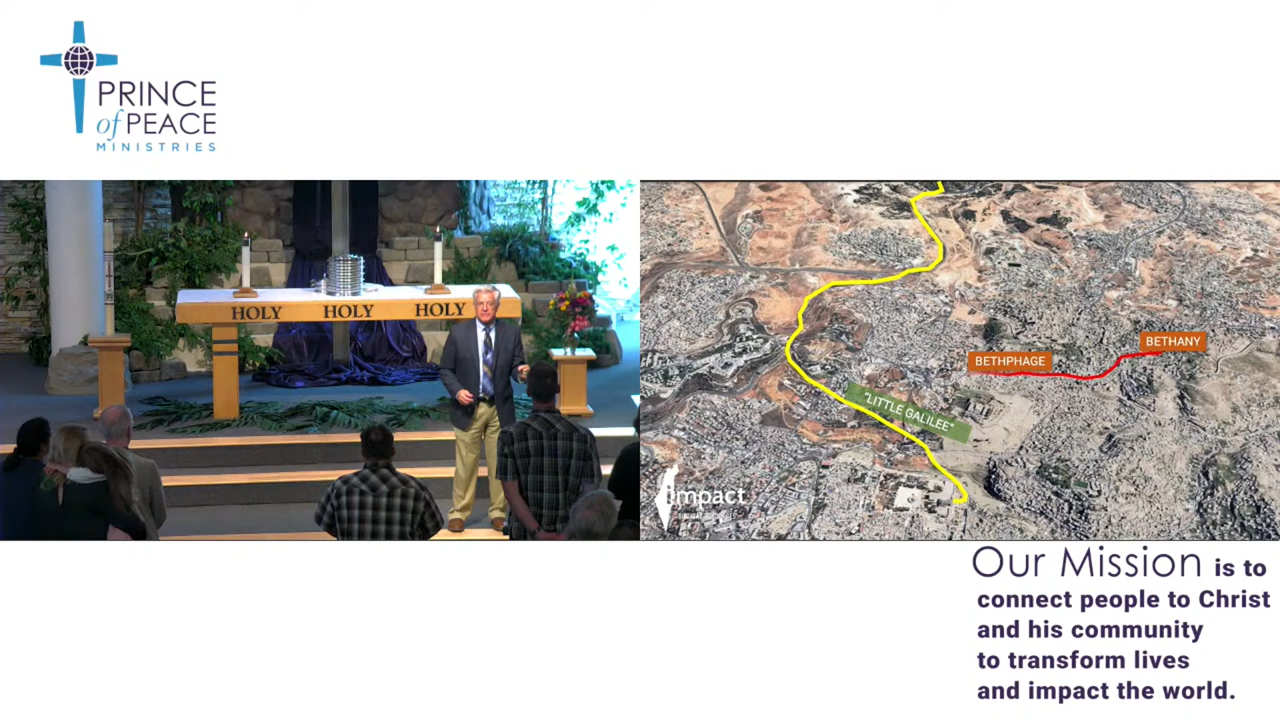 PRINCE
of PEACE
MINISTRIES
HOLY HOLY HOLY
BETHANY
BETHPHAGE
"LITTLE GALILEE"
impact
Our Mission is to
connect people to Christ
and his community
to transform lives
and impact the world.